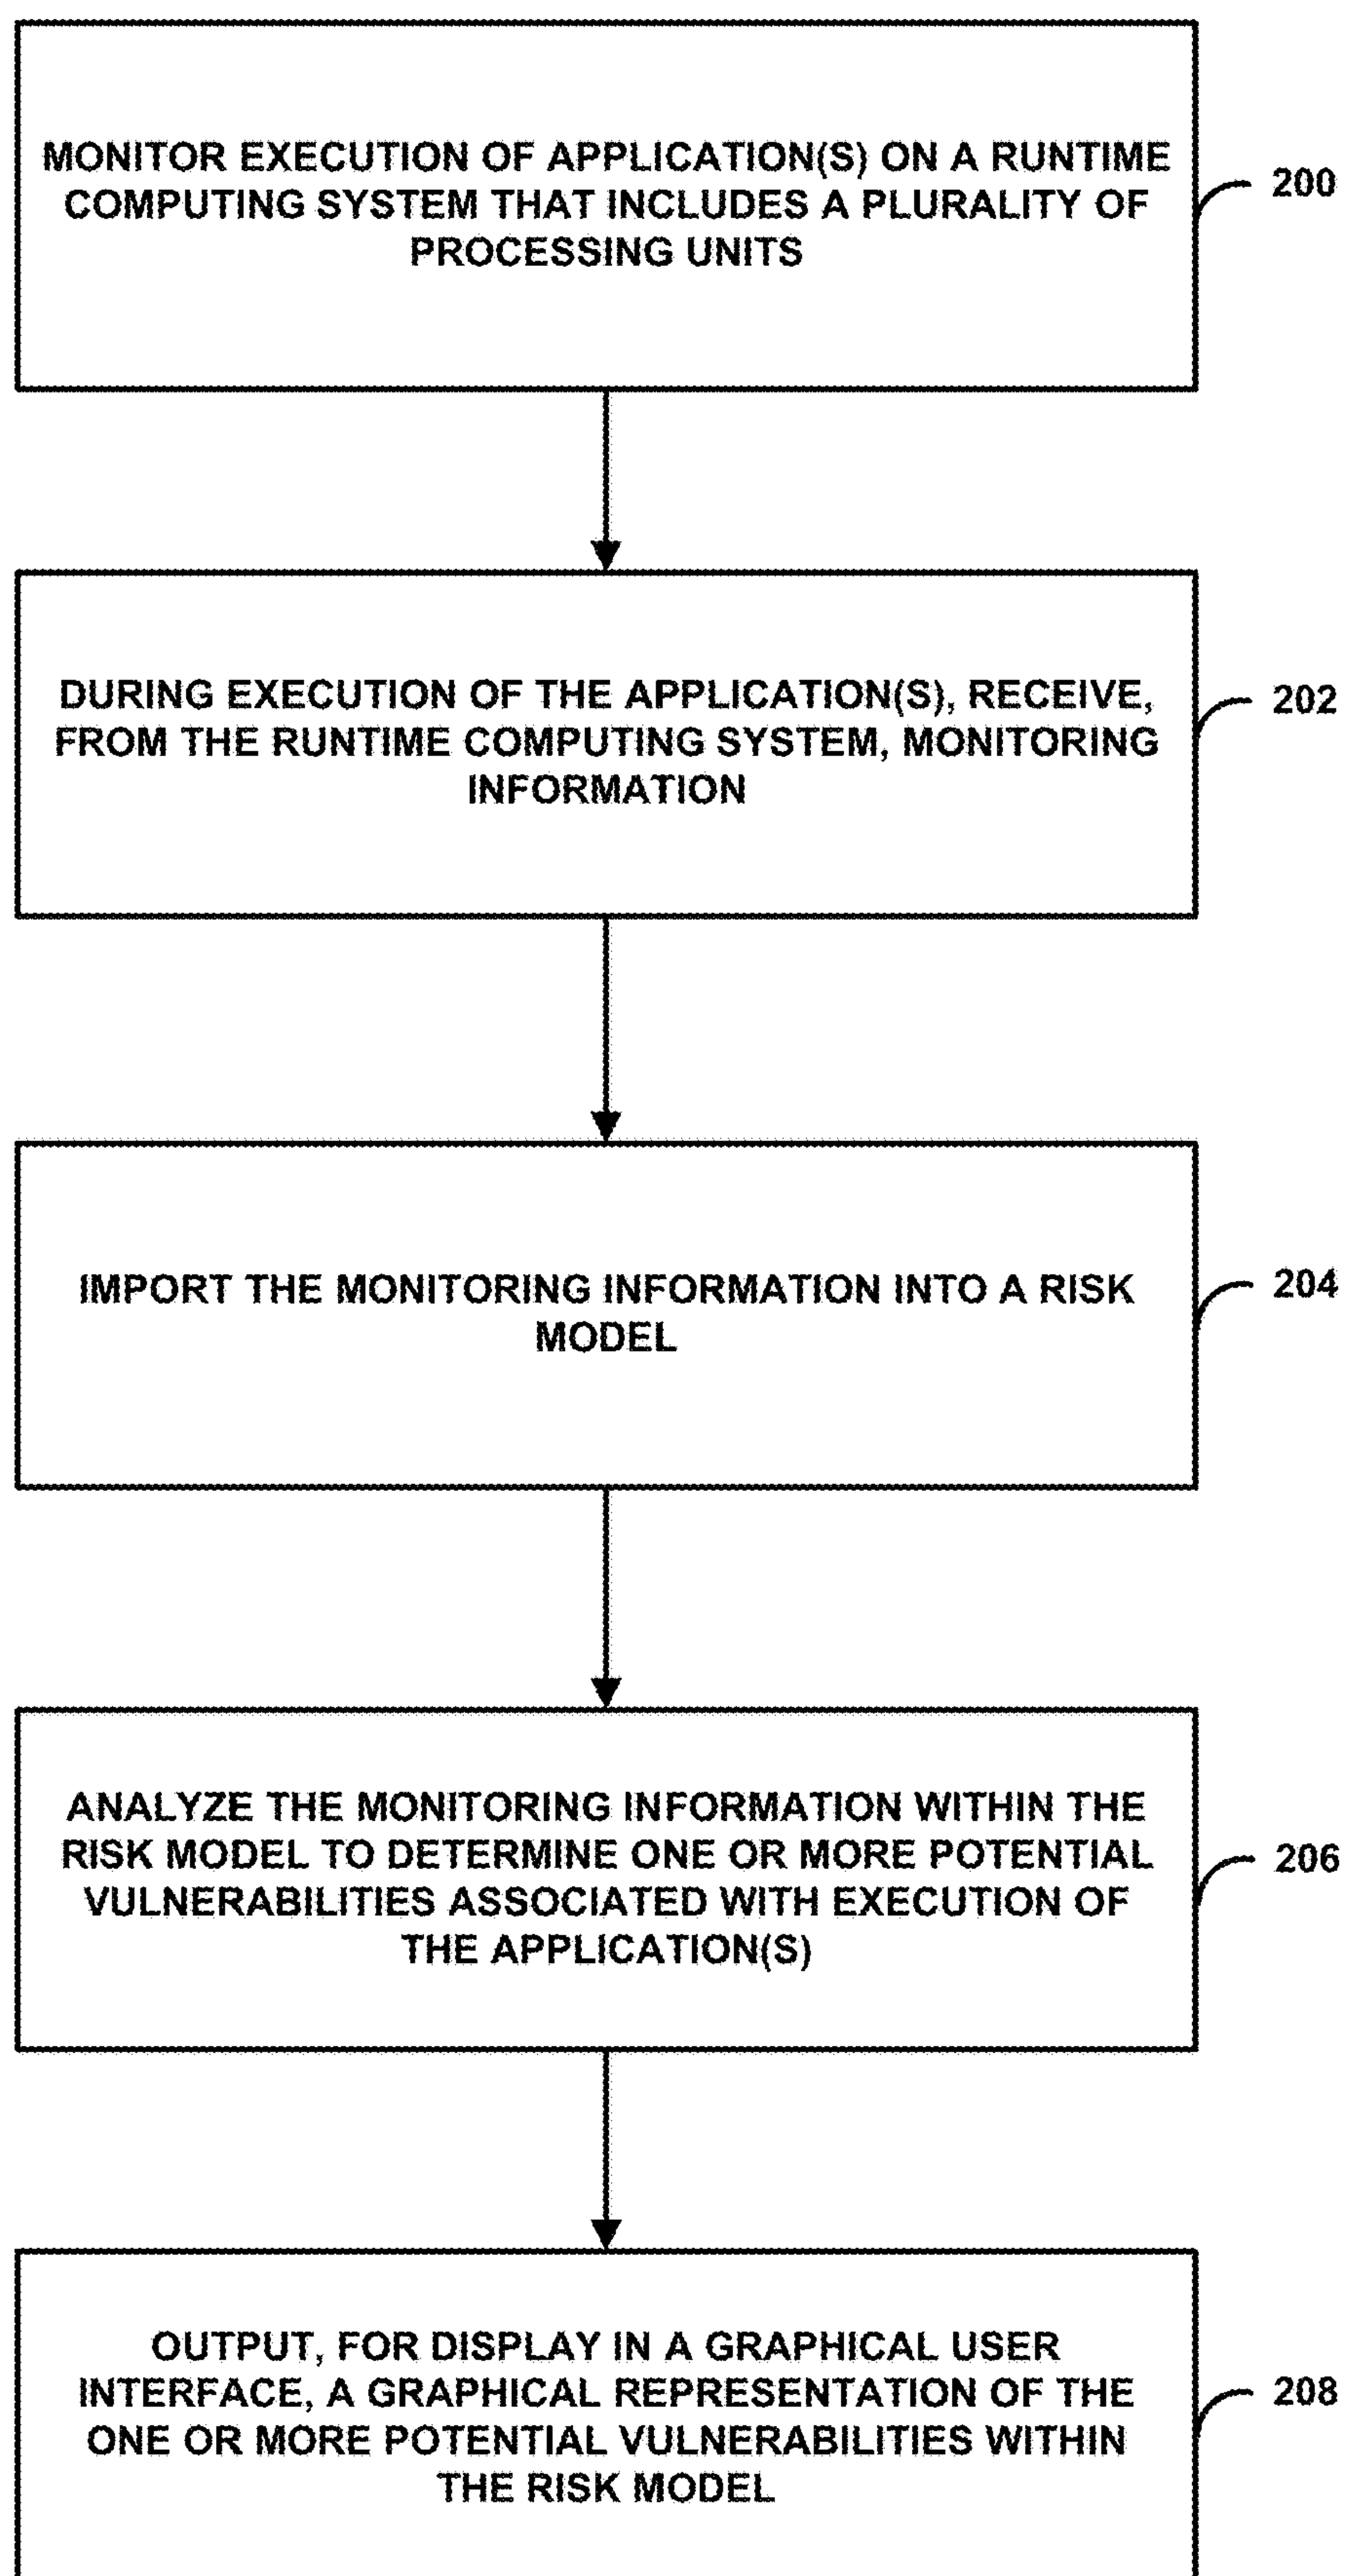 MONITOR EXECUTION OF APPLICATION(S) ON A RUNTIME
COMPUTING SYSTEM THAT INCLUDES A PLURALITY OF
PROCESSING UNITS
200
DURING EXECUTION OF THE APPLICATION(S), RECEIVE,
FROM THE RUNTIME COMPUTING SYSTEM, MONITORING
INFORMATION
202
IMPORT THE MONITORING INFORMATION INTO A RISK
MODEL
204
ANALYZE THE MONITORING INFORMATION WITHIN THE
RISK MODEL TO DETERMINE ONE OR MORE POTENTIAL
VULNERABILITIES ASSOCIATED WITH EXECUTION OF
THE APPLICATION(S)
206
OUTPUT, FOR DISPLAY IN A GRAPHICAL USER
INTERFACE, A GRAPHICAL REPRESENTATION OF THE
ONE OR MORE POTENTIAL VULNERABILITIES WITHIN
THE RISK MODEL
208